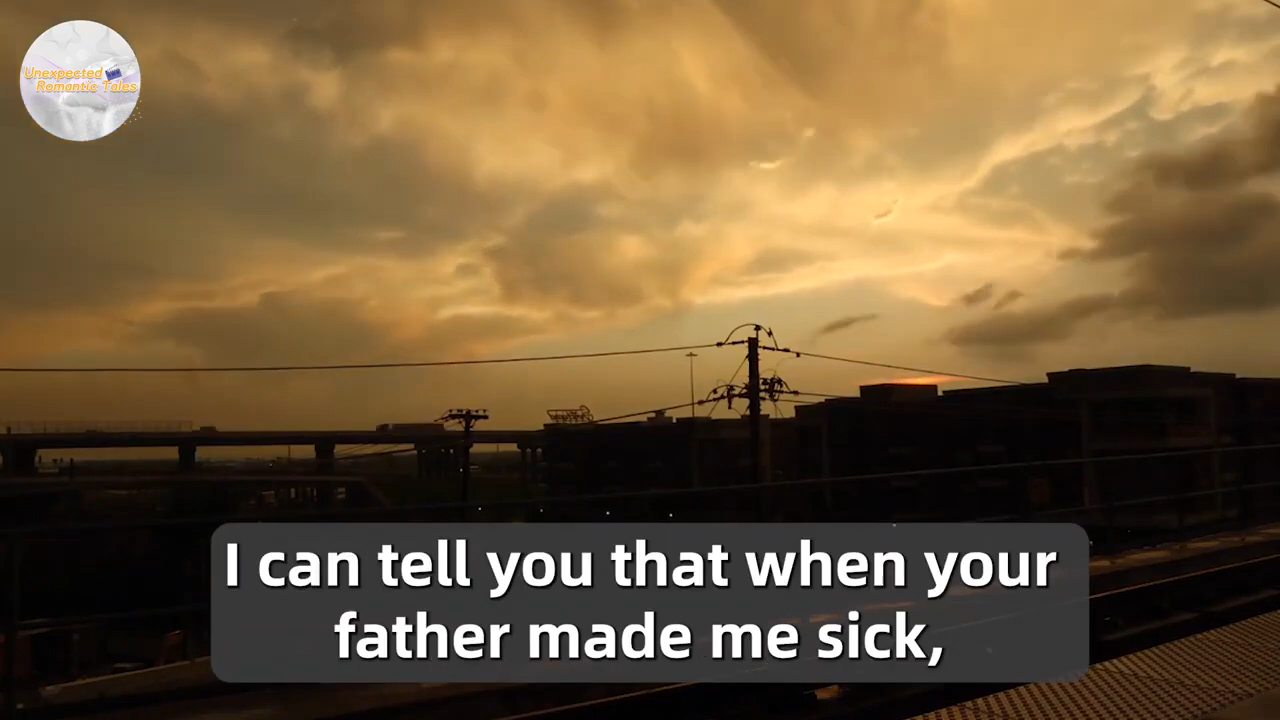 Unexpected
Romantic Tales
I can tell you that when your
father made me sick,